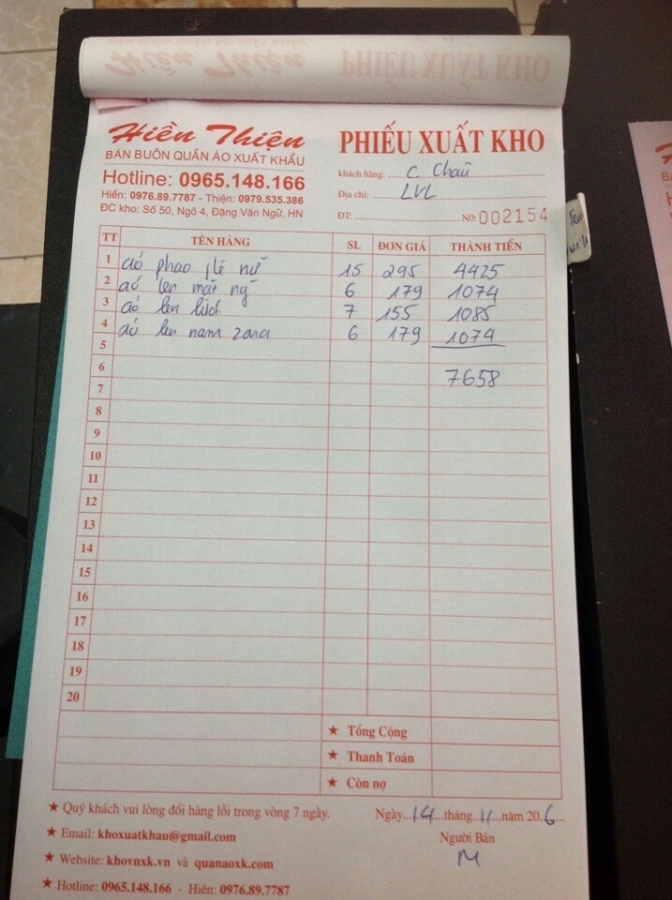 Hiền Thiện
BÁN BUÔN QUẦN ÁO XUẤT KHẨU
Hotline: 0965.148.166
Hiền: 0976.89.7787 - Thiện: 0979.535.386
ĐC kho: Số 50, Ngõ 4, Đặng Văn Ngữ, HN
PHIẾU XUẤT KHO
khách hàng: C. Châu
Địa chỉ: LVL
ĐT:
No: 002154
TT TÊN HÀNG SL ĐƠN GIÁ THÀNH TIỀN
1 áo phao nữ 15 295 4425
2 áo len 6 179 1074
3 áo len 7 155 1085
4 áo len nam zara 6 179 1074
5
6 7658
7
8
9
10
11
12
13
14
15
16
17
18
19
20
★ Tổng Cộng
★ Thanh Toán
★ Còn nợ
★ Quý khách vui lòng đổi hàng lỗi trong vòng 7 ngày.
★ Email: khoxuatkhau@gmail.com
★ Website: khovnxk.vn và quanaoxk.com
★ Hotline: 0965.148.166 - Hiền: 0976.89.7787
Ngày 14 tháng 11 năm 20 6
Người Bán